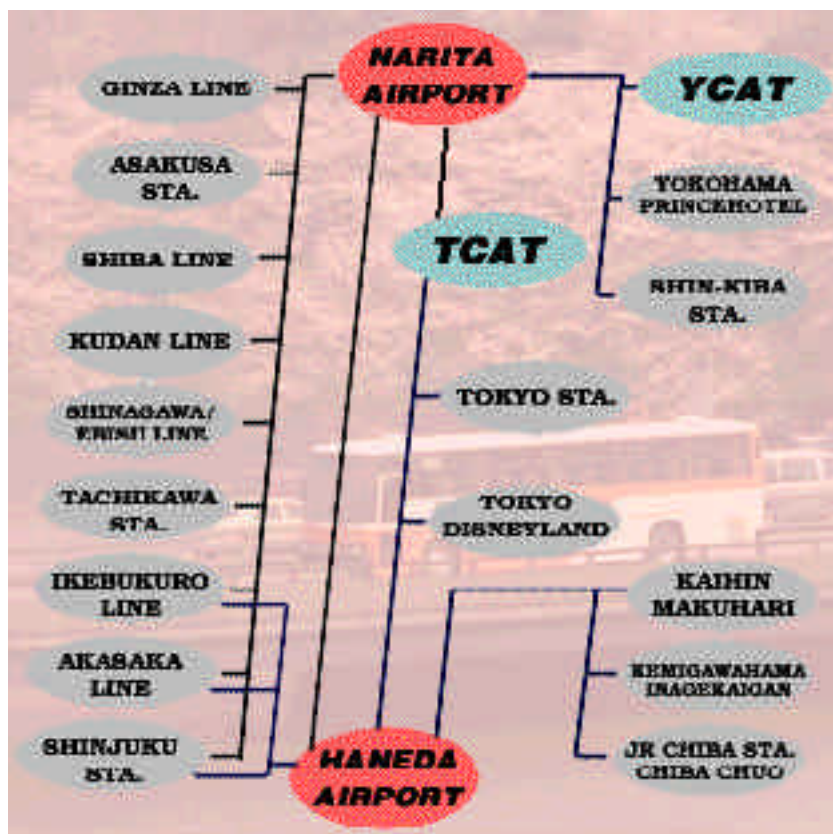 NARITA
AIRPORT
GINZA LINE
ASAKUSA
STA.
SHIBA LINE
KUDAN LINE
SHINAGAWA/
EBISU LINE
TACHIKAWA
STA.
IKEBUKURO
LINE
AKASAKA
LINE
SHINJUKU
STA.
TCAT
TOKYO STA.
TOKYO
DISNEYLAND
HANEDA
AIRPORT
YCAT
YOKOHAMA
PRINCEHOTEL
SHIN-KIBA
STA.
KAIHIN
MAKUHARI
KEMIGAWAHAMA
INAGEKAIGAN
JR CHIBA STA.
CHIBA CHUO